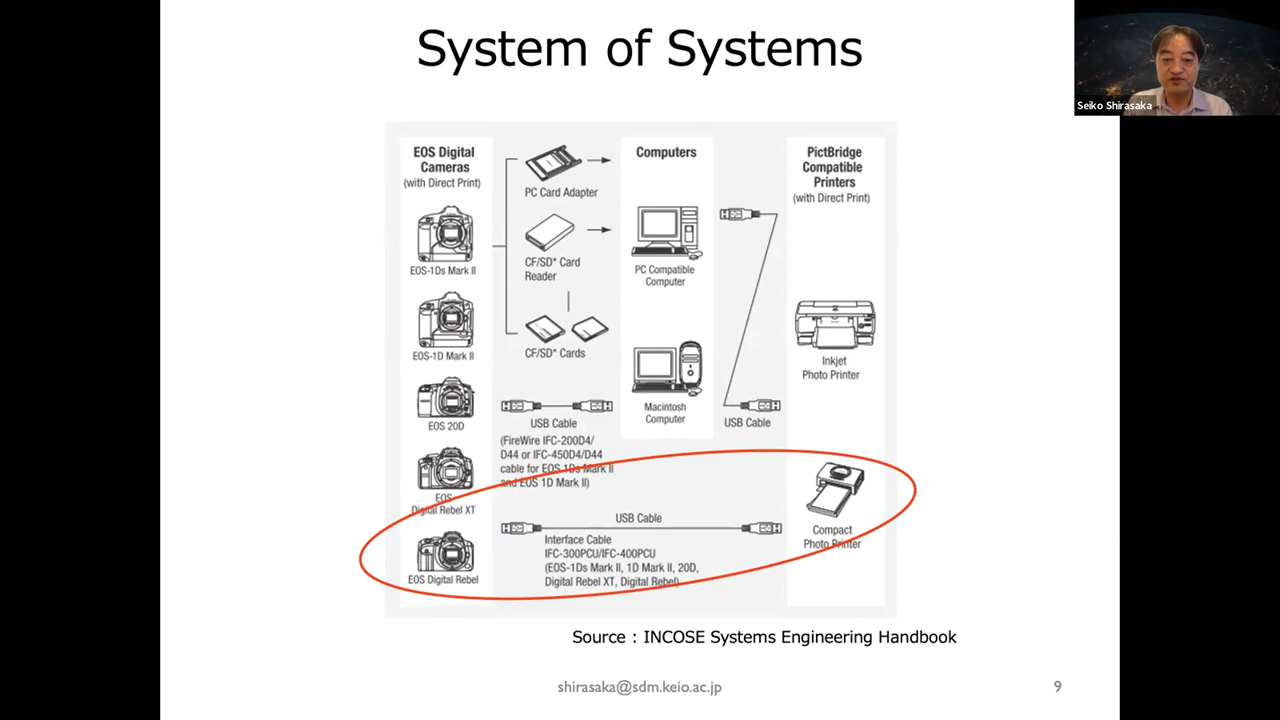 System of Systems
Seiko Shirasaka
EOS Digital
Cameras
(with Direct Print)
EOS-1Ds Mark II
EOS-1D Mark II
EOS 20D
EOS
Digital Rebel XT
EOS Digital Rebel
PC Card Adapter
CF/SD* Card
Reader
CF/SD* Cards
USB Cable
(FireWire IFC-200D4/
D44 or IFC-450D4/D44
cable for EOS-1Ds Mark II
and EOS 1D Mark II)
Computers
PC Compatible
Computer
Macintosh
Computer
USB Cable
PictBridge
Compatible
Printers
(with Direct Print)
Inkjet
Photo Printer
Compact
Photo Printer
USB Cable
Interface Cable
IFC-300PCU/IFC-400PCU
(EOS-1Ds Mark II, 1D Mark II, 20D,
Digital Rebel XT, Digital Rebel)
Source : INCOSE Systems Engineering Handbook
shirasaka@sdm.keio.ac.jp
9